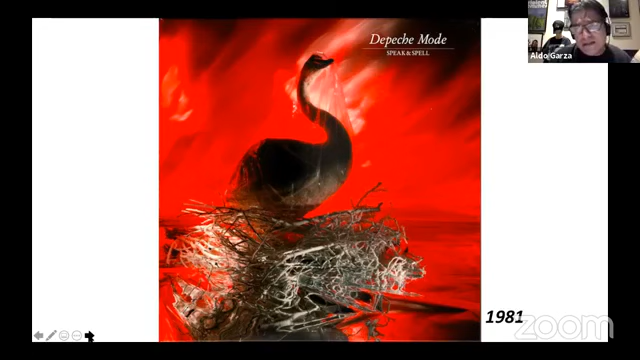 Depeche Mode
SPEAK & SPELL
Aldo Garza
1981
zoom